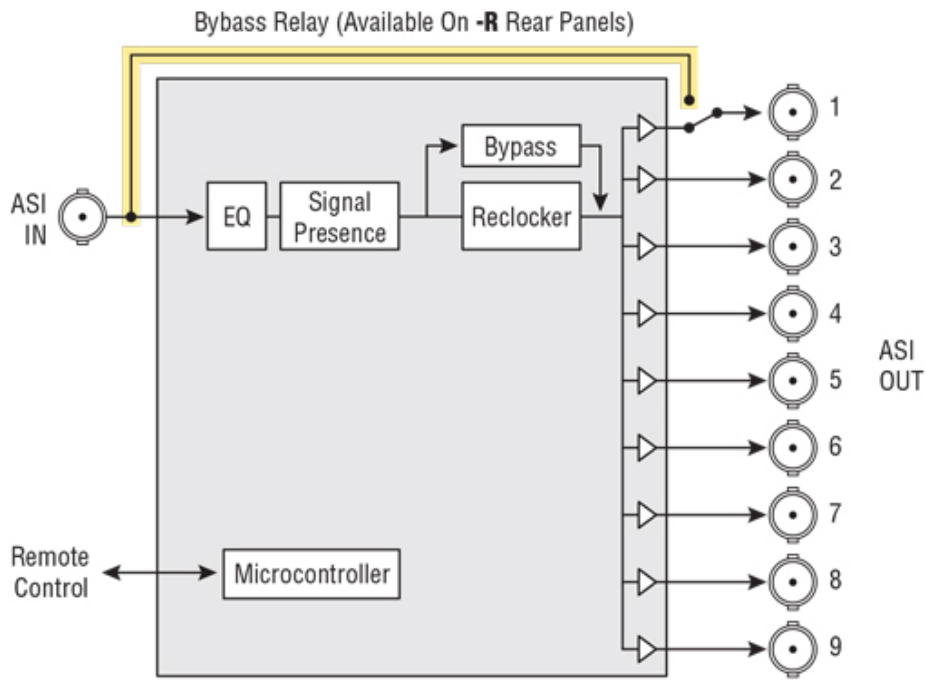 Bypass Relay (Available On -R Rear Panels)
ASI
IN
EQ
Signal
Presence
Bypass
Reclocker
Microcontroller
Remote
Control
1
2
3
4
5
6
7
8
9
ASI
OUT